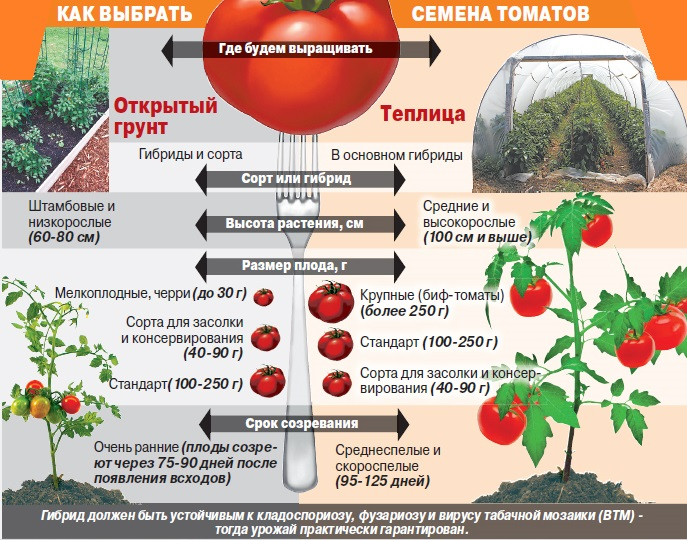 КАК ВЫБРАТЬ СЕМЕНА ТОМАТОВ
Где будем выращивать
Открытый
грунт
Теплица
Гибриды и сорта
В основном гибриды
Сорт или гибрид
Штамбовые и
низкорослые
(60-80 см)
Высота растения, см
Средние и
высокорослые
(100 см и выше)
Размер плода, г
Мелкоплодные, черри (до 30 г)
Сорта для засолки
и консервирования
(40-90 г)
Стандарт (100-250 г)
Крупные (биф-томаты)
(более 250 г)
Стандарт (100-250 г)
Сорта для засолки и консер-
вирования (40-90 г)
Срок созревания
Очень ранние (плоды созре-
ют через 75-90 дней после
появления всходов)
Среднеспелые и
скороспелые
(95-125 дней)
Гибрид должен быть устойчивым к кладоспориозу, фузариозу и вирусу табачной мозаики (ВТМ) -
тогда урожай практически гарантирован.